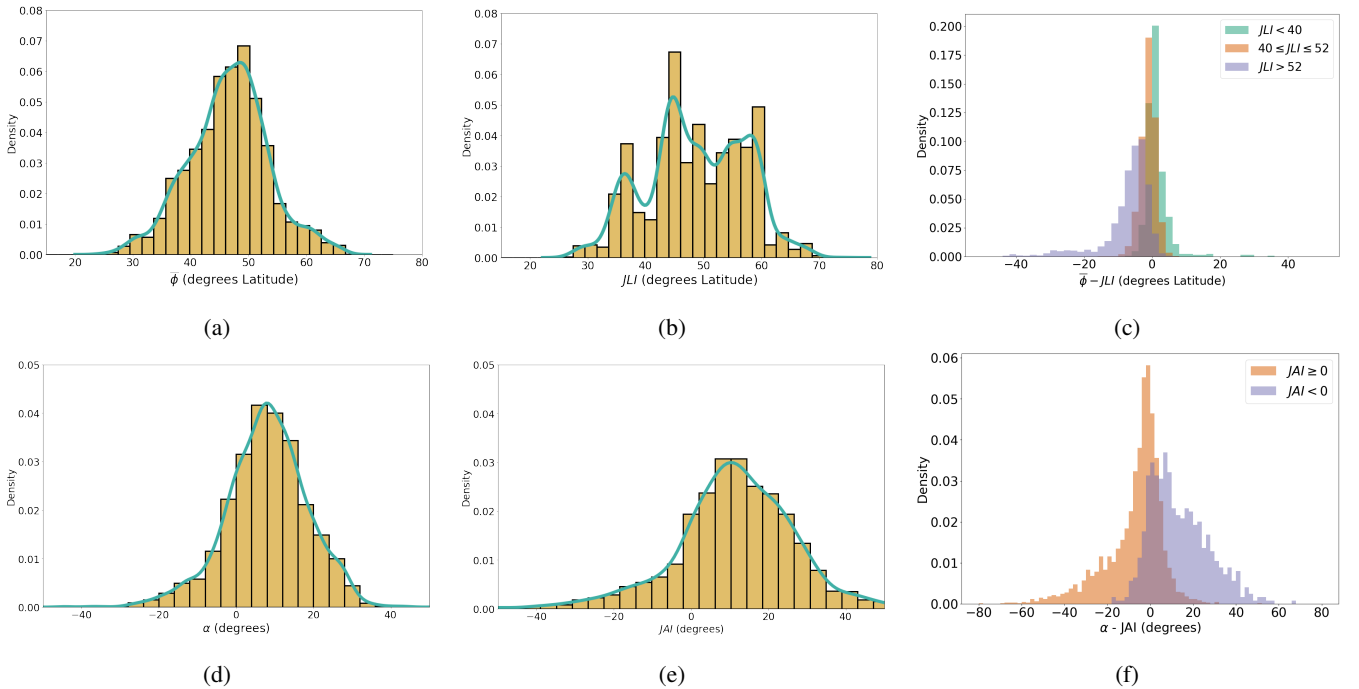 0.08
0.07
0.06
0.05
0.04
0.03
0.02
0.01
0.00
Density
20 30 40 50 60 70 80
ϕ̅ (degrees Latitude)
(a)
0.08
0.07
0.06
0.05
0.04
0.03
0.02
0.01
0.00
Density
20 30 40 50 60 70 80
JLI (degrees Latitude)
(b)
0.200
0.175
0.150
0.125
0.100
0.075
0.050
0.025
0.000
Density
JLI < 40
40 ≤ JLI ≤ 52
JLI > 52
−40 −20 0 20 40
ϕ̅ − JLI (degrees Latitude)
(c)
0.05
0.04
0.03
0.02
0.01
0.00
Density
−40 −20 0 20 40
α (degrees)
(d)
0.05
0.04
0.03
0.02
0.01
0.00
Density
−40 −20 0 20 40
JAI (degrees)
(e)
0.06
0.05
0.04
0.03
0.02
0.01
0.00
Density
JAI ≥ 0
JAI < 0
−80 −60 −40 −20 0 20 40 60 80
α - JAI (degrees)
(f)